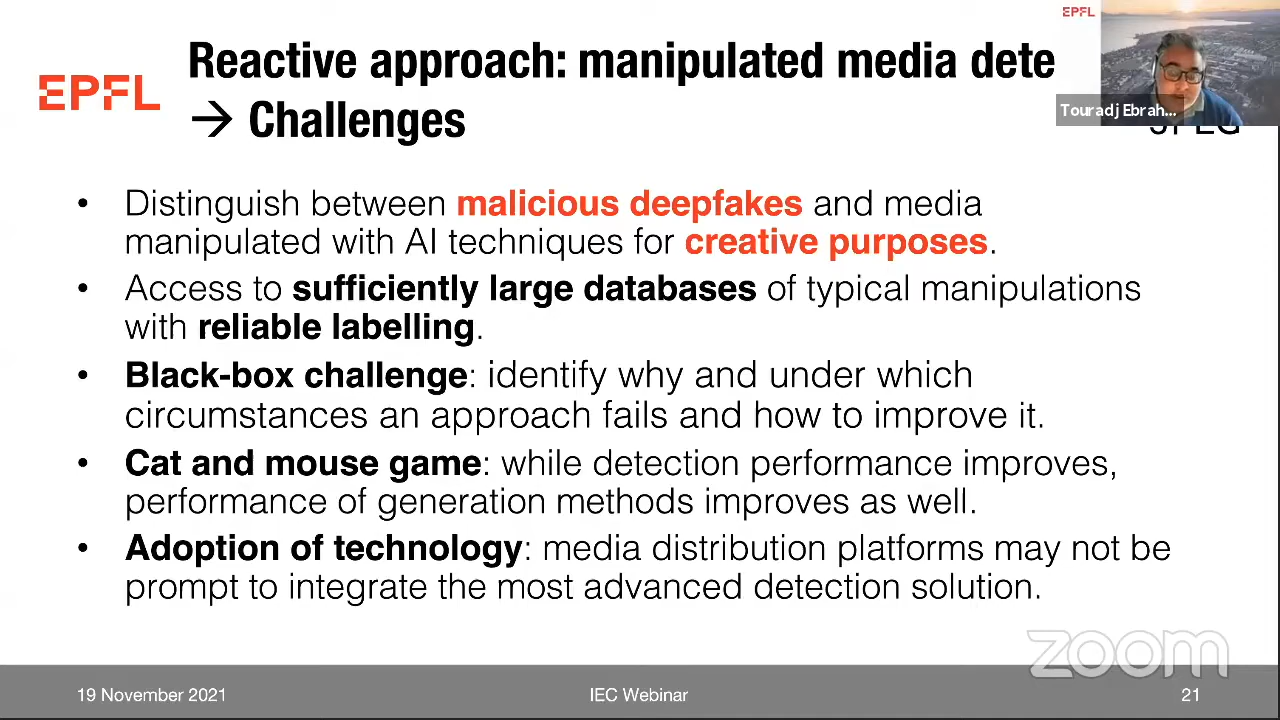 EPFL
Reactive approach: manipulated media dete
→ Challenges
EPFL
Touradj Ebrah...
• Distinguish between malicious deepfakes and media
manipulated with AI techniques for creative purposes.
• Access to sufficiently large databases of typical manipulations
with reliable labelling.
• Black-box challenge: identify why and under which
circumstances an approach fails and how to improve it.
• Cat and mouse game: while detection performance improves,
performance of generation methods improves as well.
• Adoption of technology: media distribution platforms may not be
prompt to integrate the most advanced detection solution.
zoom
19 November 2021
IEC Webinar
21